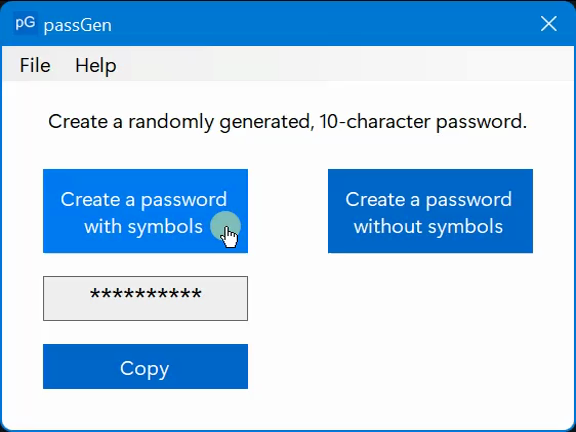 pG passGen
File Help
Create a randomly generated, 10-character password.
Create a password
with symbols
Create a password
without symbols
**********
Copy